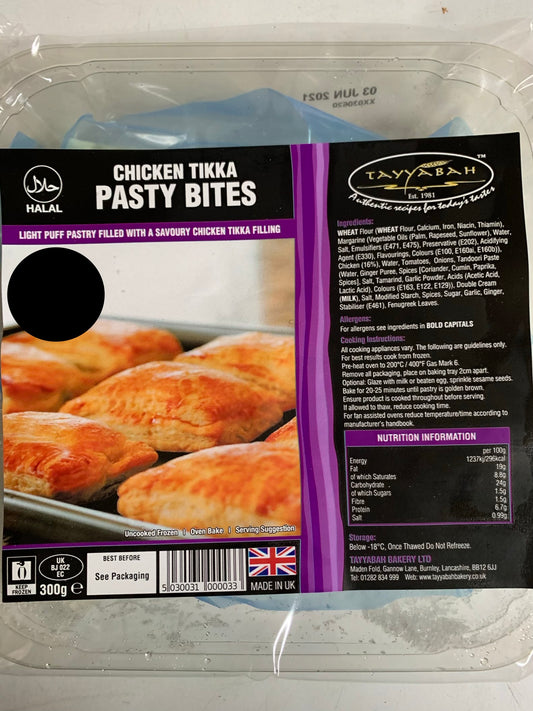 03 JUN 2021
XX030620
حلال
HALAL
CHICKEN TIKKA
PASTY BITES
LIGHT PUFF PASTRY FILLED WITH A SAVOURY CHICKEN TIKKA FILLING
Uncooked Frozen | Oven Bake | Serving Suggestion
KEEP
FROZEN
UK
BJ 022
EC
300g e
BEST BEFORE
See Packaging
5 030031 000033
MADE IN UK
TAYYABAH™
Est. 1981
Authentic recipes for today's tastes
Ingredients:
WHEAT Flour (WHEAT Flour, Calcium, Iron, Niacin, Thiamin),
Margarine (Vegetable Oils (Palm, Rapeseed, Sunflower), Water,
Salt, Emulsifiers (E471, E475), Preservative (E202), Acidifying
Agent (E330), Flavourings, Colours (E100, E160ai, E160b)),
Chicken (16%), Water, Tomatoes, Onions, Tandoori Paste
(Water, Ginger Puree, Spices [Coriander, Cumin, Paprika,
Spices], Salt, Tamarind, Garlic Powder, Acids (Acetic Acid,
Lactic Acid), Colours (E163, E122, E129)), Double Cream
(MILK), Salt, Modified Starch, Spices, Sugar, Garlic, Ginger,
Stabiliser (E461), Fenugreek Leaves.
Allergens:
For allergens see ingredients in BOLD CAPITALS
Cooking Instructions:
All cooking appliances vary. The following are guidelines only.
For best results cook from frozen.
Pre-heat oven to 200°C / 400°F Gas Mark 6.
Remove all packaging, place on baking tray 2cm apart.
Optional: Glaze with milk or beaten egg, sprinkle sesame seeds.
Bake for 20-25 minutes until pastry is golden brown.
Ensure product is cooked throughout before serving.
If allowed to thaw, reduce cooking time.
For fan assisted ovens reduce temperature/time according to
manufacturer's handbook.
NUTRITION INFORMATION
per 100g
Energy 1237kj/296kcal
Fat 19g
of which Saturates 8.8g
Carbohydrate 24g
of which Sugars 1.5g
Fibre 1.5g
Protein 6.7g
Salt 0.99g
Storage:
Below -18°C, Once Thawed Do Not Refreeze.
TAYYABAH BAKERY LTD
Maden Fold, Gannow Lane, Burnley, Lancashire, BB12 6JJ
Tel: 01282 834 999 Web: www.tayyabahbakery.co.uk